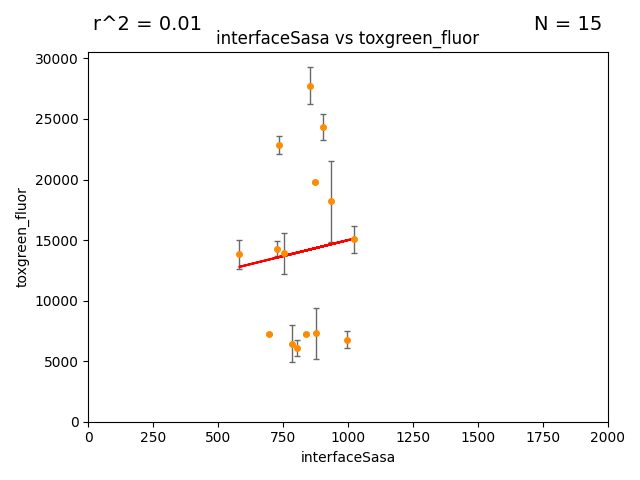 r^2 = 0.01
N = 15
interfaceSasa vs toxgreen_fluor
30000
25000
20000
15000
10000
5000
0
toxgreen_fluor
0 250 500 750 1000 1250 1500 1750 2000
interfaceSasa